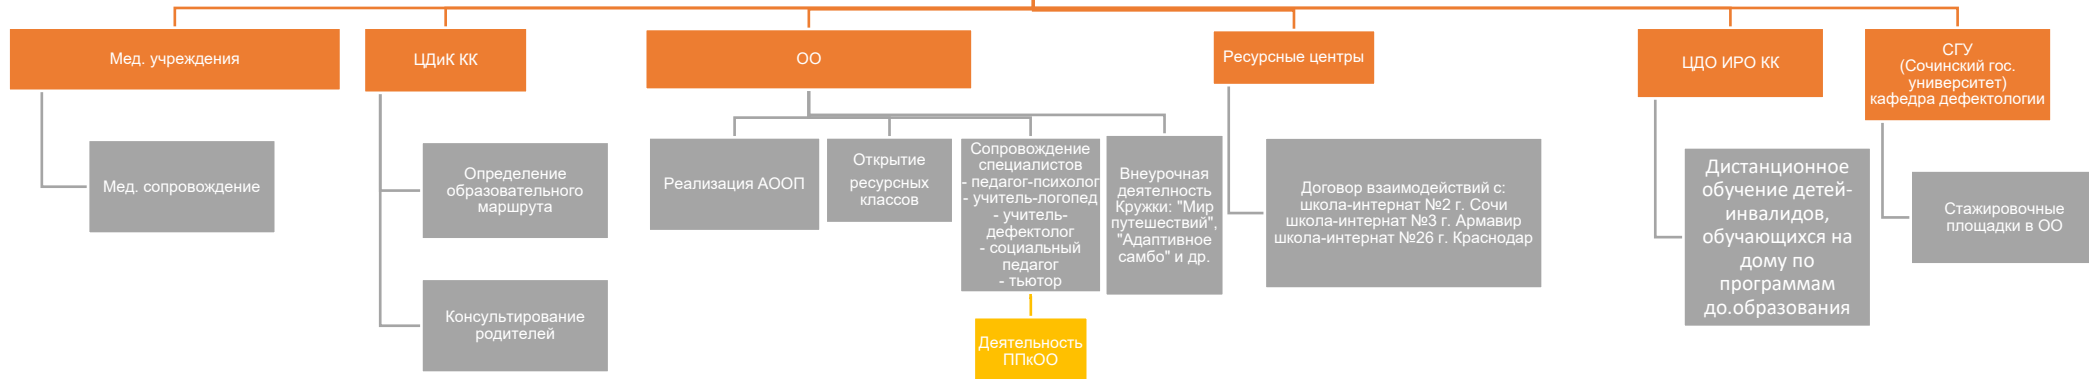 Мед. учреждения
Мед. сопровождение
ЦДиК КК
Определение
образовательного
маршрута
Консультирование
родителей
ОО
Реализация АООП
Открытие
ресурсных
классов
Сопровождение
специалистов
- педагог-психолог
- учитель-логопед
- учитель-
дефектолог
- социальный
педагог
- тьютор
Деятельность
ППкОО
Внеурочная
деятелность
Кружки: "Мир
путешествий",
"Адаптивное
самбо" и др.
Ресурсные центры
Договор взаимодействий с:
школа-интернат №2 г. Сочи
школа-интернат №3 г. Армавир
школа-интернат №26 г. Краснодар
ЦДО ИРО КК
Дистанционное
обучение детей-
инвалидов,
обучающихся на
дому по
программам
до.образования
СГУ
(Сочинский гос.
университет)
кафедра дефектологии
Стажировочные
площадки в ОО